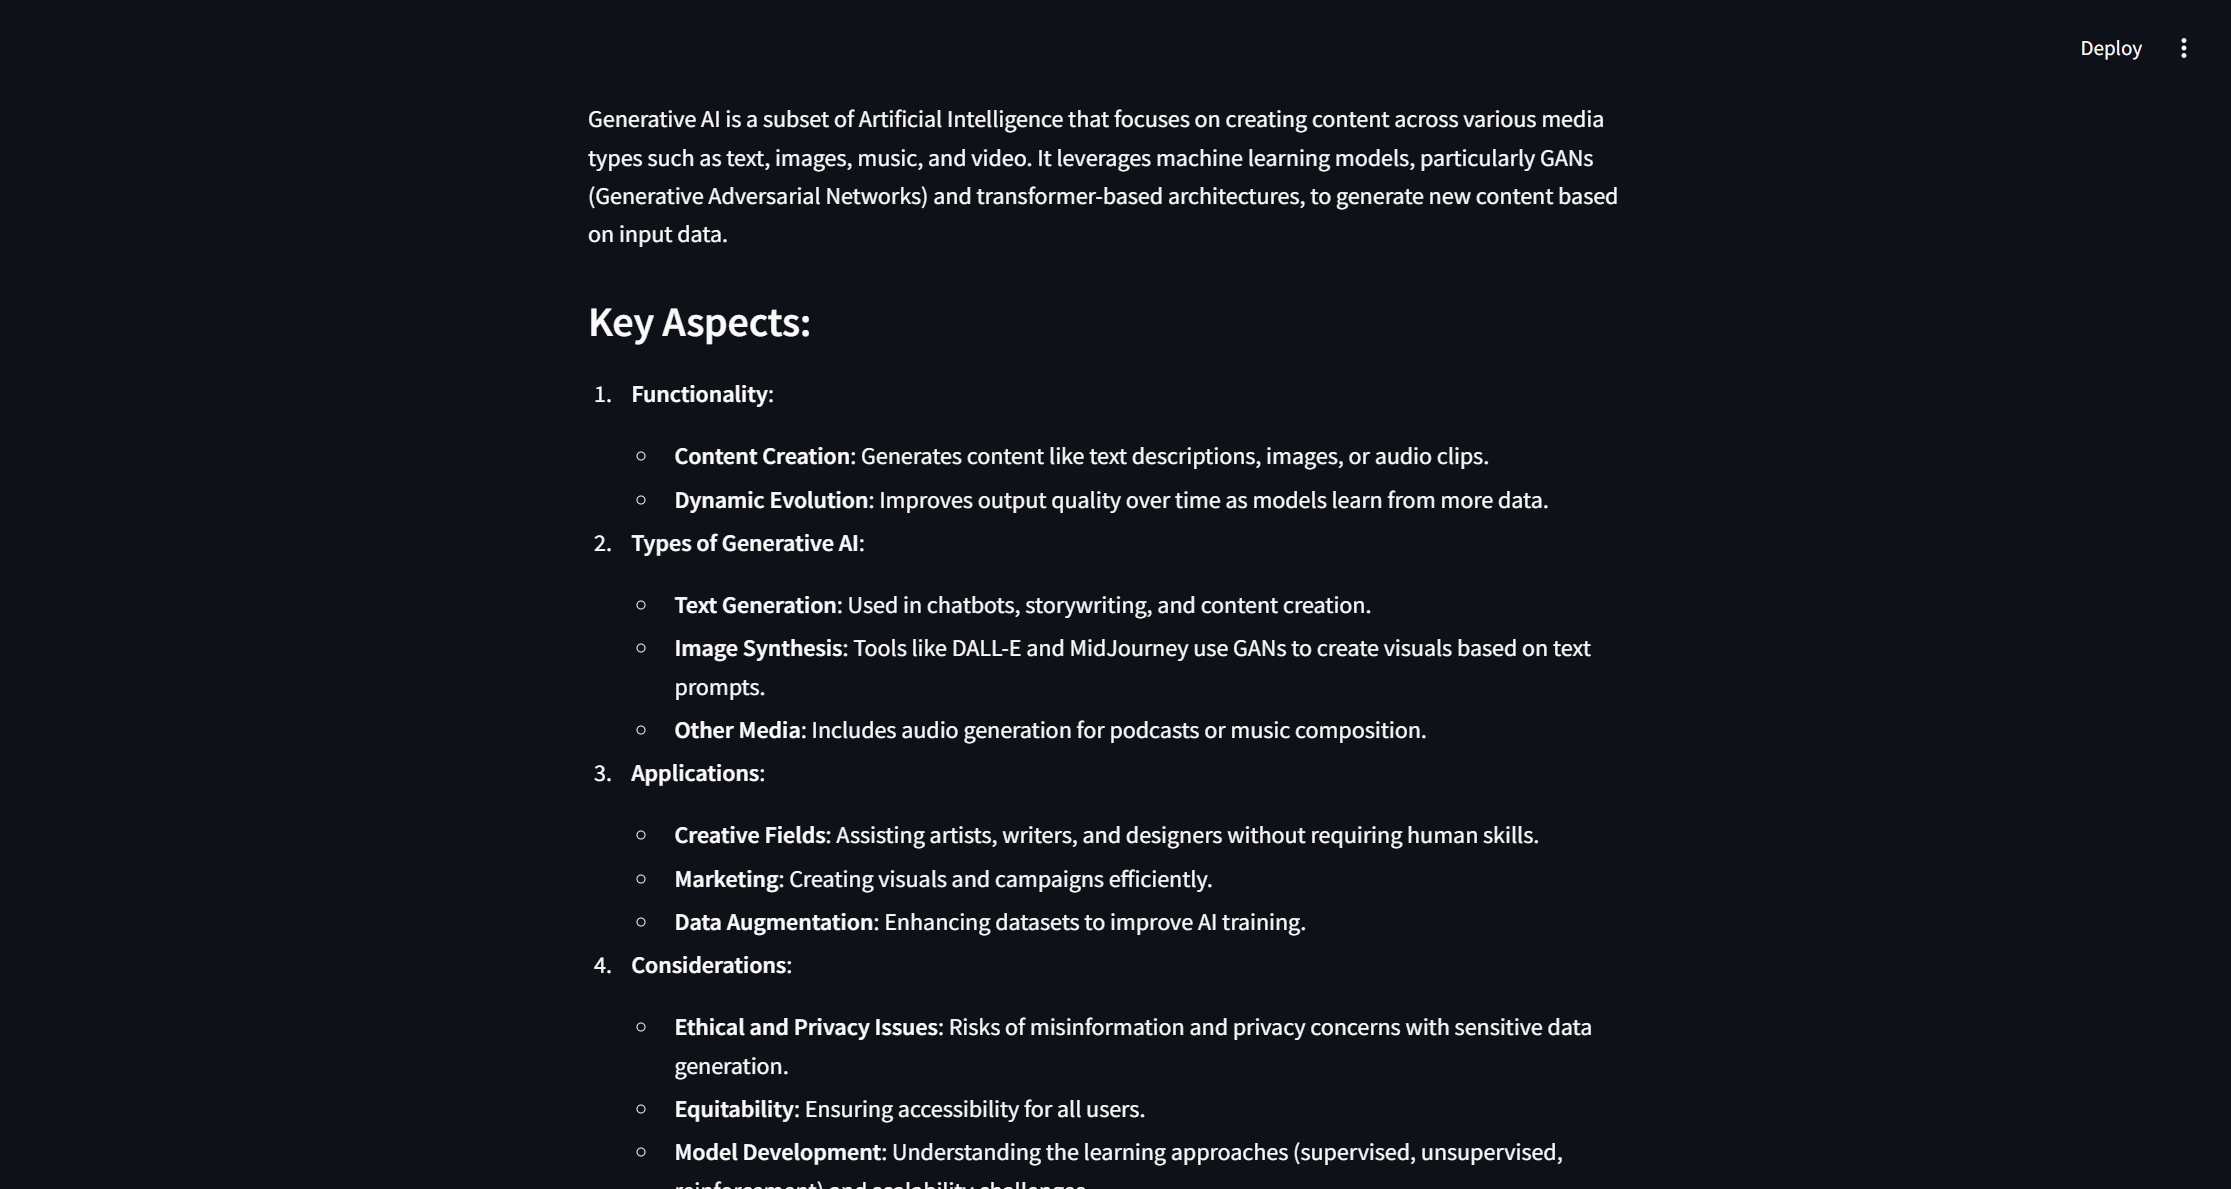 Deploy
Generative AI is a subset of Artificial Intelligence that focuses on creating content across various media
types such as text, images, music, and video. It leverages machine learning models, particularly GANs
(Generative Adversarial Networks) and transformer-based architectures, to generate new content based
on input data.
Key Aspects:
1. Functionality:
Content Creation: Generates content like text descriptions, images, or audio clips.
Dynamic Evolution: Improves output quality over time as models learn from more data.
2. Types of Generative AI:
Text Generation: Used in chatbots, storywriting, and content creation.
Image Synthesis: Tools like DALL-E and MidJourney use GANs to create visuals based on text
prompts.
Other Media: Includes audio generation for podcasts or music composition.
3. Applications:
Creative Fields: Assisting artists, writers, and designers without requiring human skills.
Marketing: Creating visuals and campaigns efficiently.
Data Augmentation: Enhancing datasets to improve AI training.
4. Considerations:
Ethical and Privacy Issues: Risks of misinformation and privacy concerns with sensitive data
generation.
Equitability: Ensuring accessibility for all users.
Model Development: Understanding the learning approaches (supervised, unsupervised,
reinforcement) and scalability challenges.